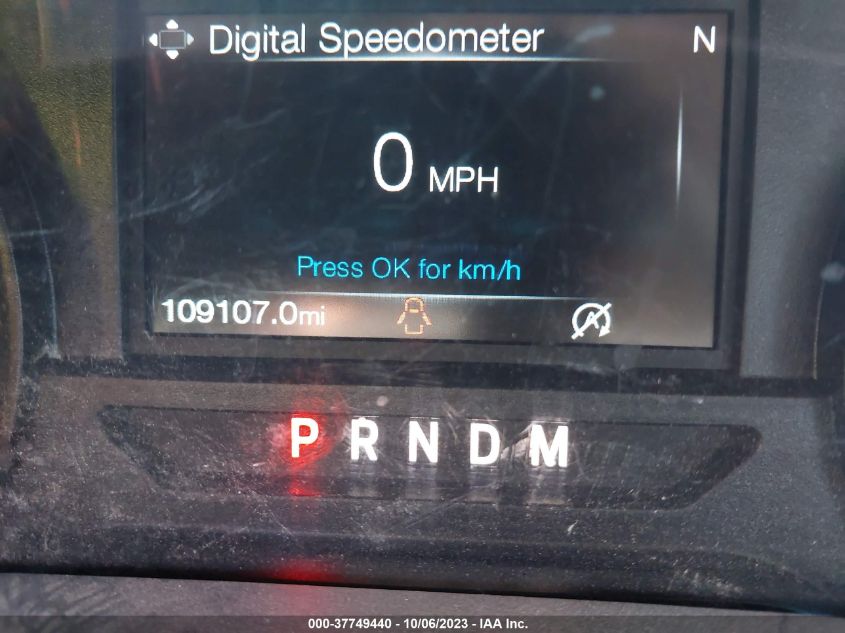 Digital Speedometer N
0 MPH
Press OK for km/h
109107.0mi A
P R N D M
000-37749440 - 10/06/2023 - IAA Inc.